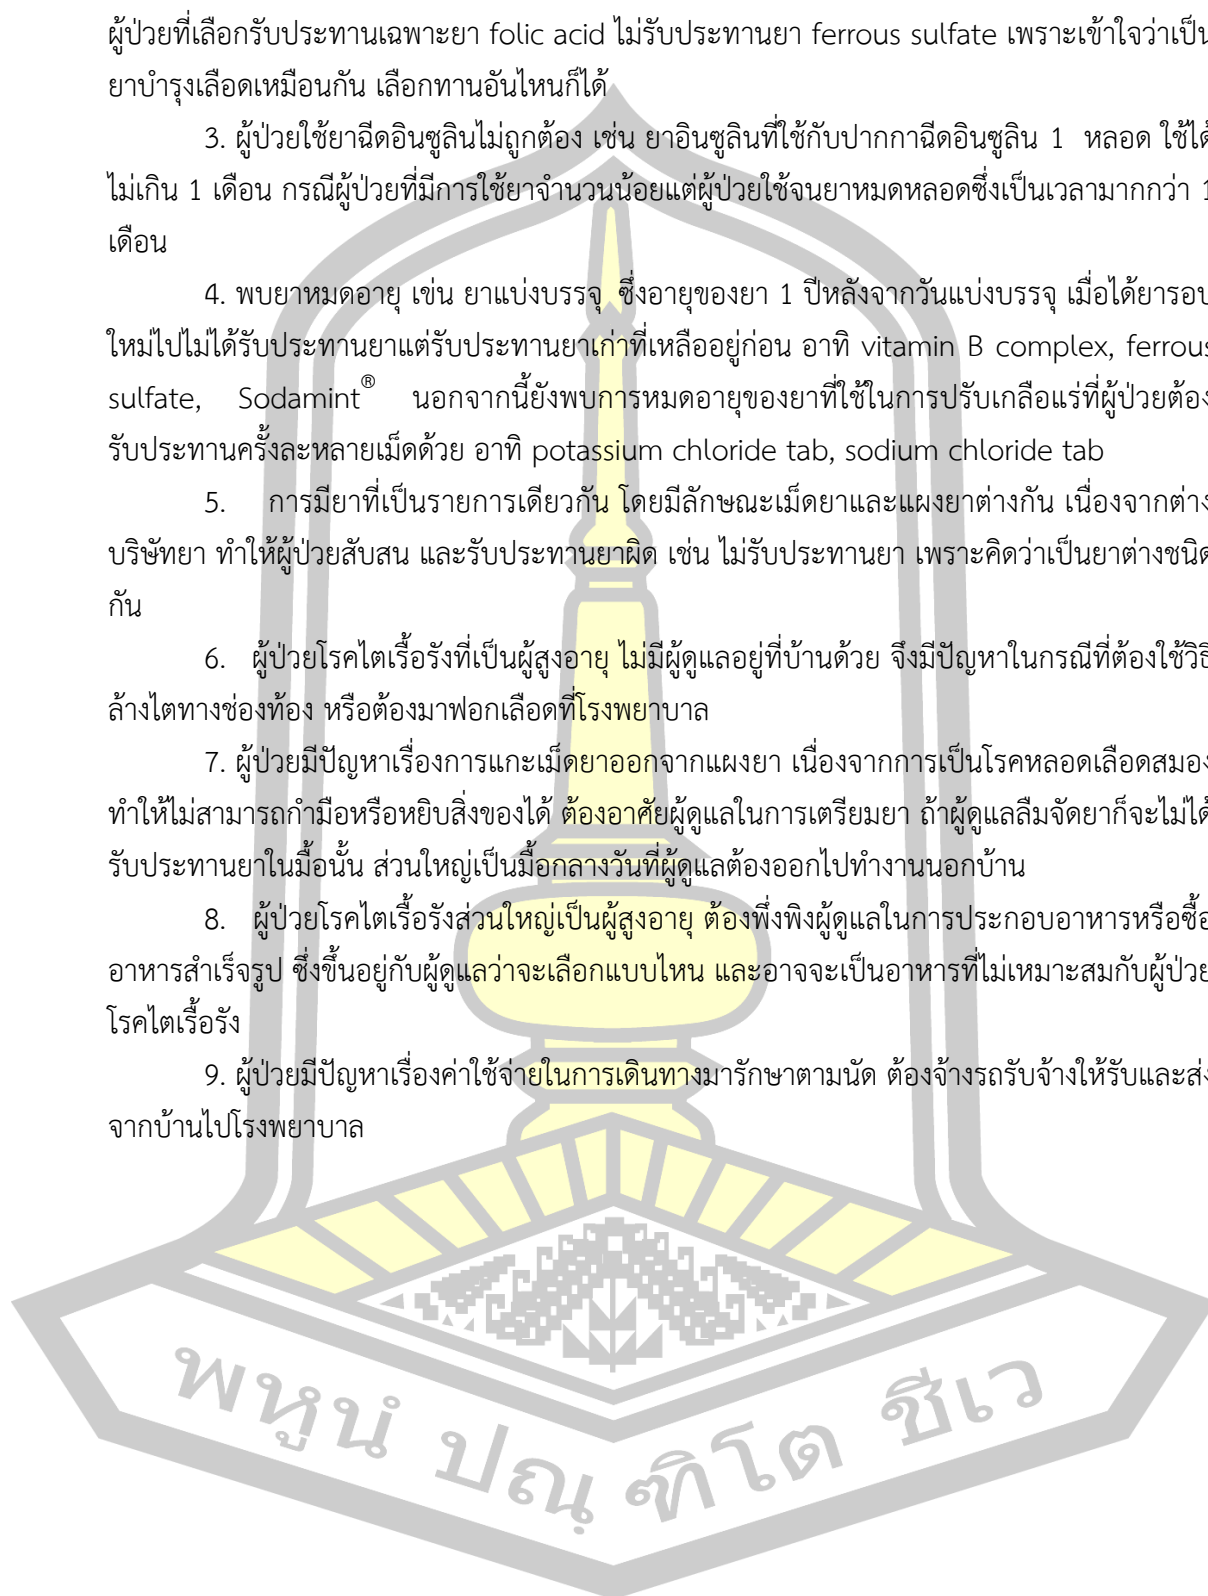 ผู้ป่วยที่เลือกรับประทานเฉพาะยา folic acid ไม่รับประทานยา ferrous sulfate เพราะเข้าใจว่าเป็น
ยาบำรุงเลือดเหมือนกัน เลือกทานอันไหนก็ได้
3. ผู้ป่วยใช้ยาฉีดอินซูลินไม่ถูกต้อง เช่น ยาอินซูลินที่ใช้กับปากกาฉีดอินซูลิน 1 หลอด ใช้ได้
ไม่เกิน 1 เดือน กรณีผู้ป่วยที่มีการใช้ยาจำนวนน้อยแต่ผู้ป่วยใช้จนยาหมดหลอดซึ่งเป็นเวลามากกว่า 1
เดือน
4. พบยาหมดอายุ เข่น ยาแบ่งบรรจุ ซึ่งอายุของยา 1 ปีหลังจากวันแบ่งบรรจุ เมื่อได้ยารอบ
ใหม่ไปไม่ได้รับประทานยาแต่รับประทานยาเก่าที่เหลืออยู่ก่อน อาทิ vitamin B complex, ferrous
sulfate, Sodamint® นอกจากนี้ยังพบการหมดอายุของยาที่ใช้ในการปรับเกลือแร่ที่ผู้ป่วยต้อง
รับประทานครั้งละหลายเม็ดด้วย อาทิ potassium chloride tab, sodium chloride tab
5. การมียาที่เป็นรายการเดียวกัน โดยมีลักษณะเม็ดยาและแผงยาต่างกัน เนื่องจากต่าง
บริษัทยา ทำให้ผู้ป่วยสับสน และรับประทานยาผิด เช่น ไม่รับประทานยา เพราะคิดว่าเป็นยาต่างชนิด
กัน
6. ผู้ป่วยโรคไตเรื้อรังที่เป็นผู้สูงอายุ ไม่มีผู้ดูแลอยู่ที่บ้านด้วย จึงมีปัญหาในกรณีที่ต้องใช้วิธี
ล้างไตทางช่องท้อง หรือต้องมาฟอกเลือดที่โรงพยาบาล
7. ผู้ป่วยมีปัญหาเรื่องการแกะเม็ดยาออกจากแผงยา เนื่องจากการเป็นโรคหลอดเลือดสมอง
ทำให้ไม่สามารถกำมือหรือหยิบสิ่งของได้ ต้องอาศัยผู้ดูแลในการเตรียมยา ถ้าผู้ดูแลลืมจัดยาก็จะไม่ได้
รับประทานยาในมื้อนั้น ส่วนใหญ่เป็นมื้อกลางวันที่ผู้ดูแลต้องออกไปทำงานนอกบ้าน
8. ผู้ป่วยโรคไตเรื้อรังส่วนใหญ่เป็นผู้สูงอายุ ต้องพึ่งพิงผู้ดูแลในการประกอบอาหารหรือซื้อ
อาหารสำเร็จรูป ซึ่งขึ้นอยู่กับผู้ดูแลว่าจะเลือกแบบไหน และอาจจะเป็นอาหารที่ไม่เหมาะสมกับผู้ป่วย
โรคไตเรื้อรัง
9. ผู้ป่วยมีปัญหาเรื่องค่าใช้จ่ายในการเดินทางมารักษาตามนัด ต้องจ้างรถรับจ้างให้รับและส่ง
จากบ้านไปโรงพยาบาล
พหูนํ ปณฺฑิโต ชีเว